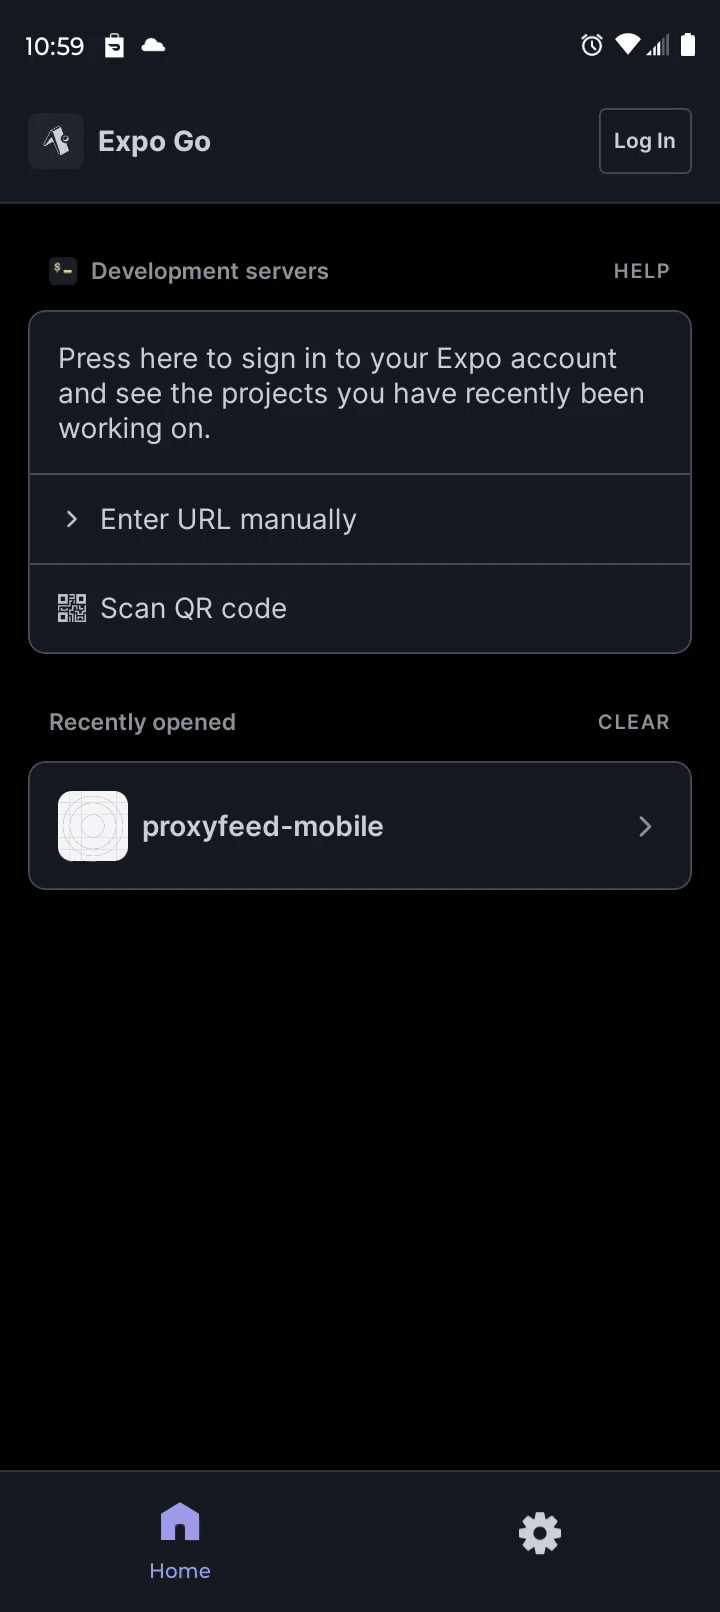 10:59
Expo Go
Log In
$
Development servers
HELP
Press here to sign in to your Expo account
and see the projects you have recently been
working on.
Enter URL manually
Scan QR code
Recently opened
CLEAR
proxyfeed-mobile
Home